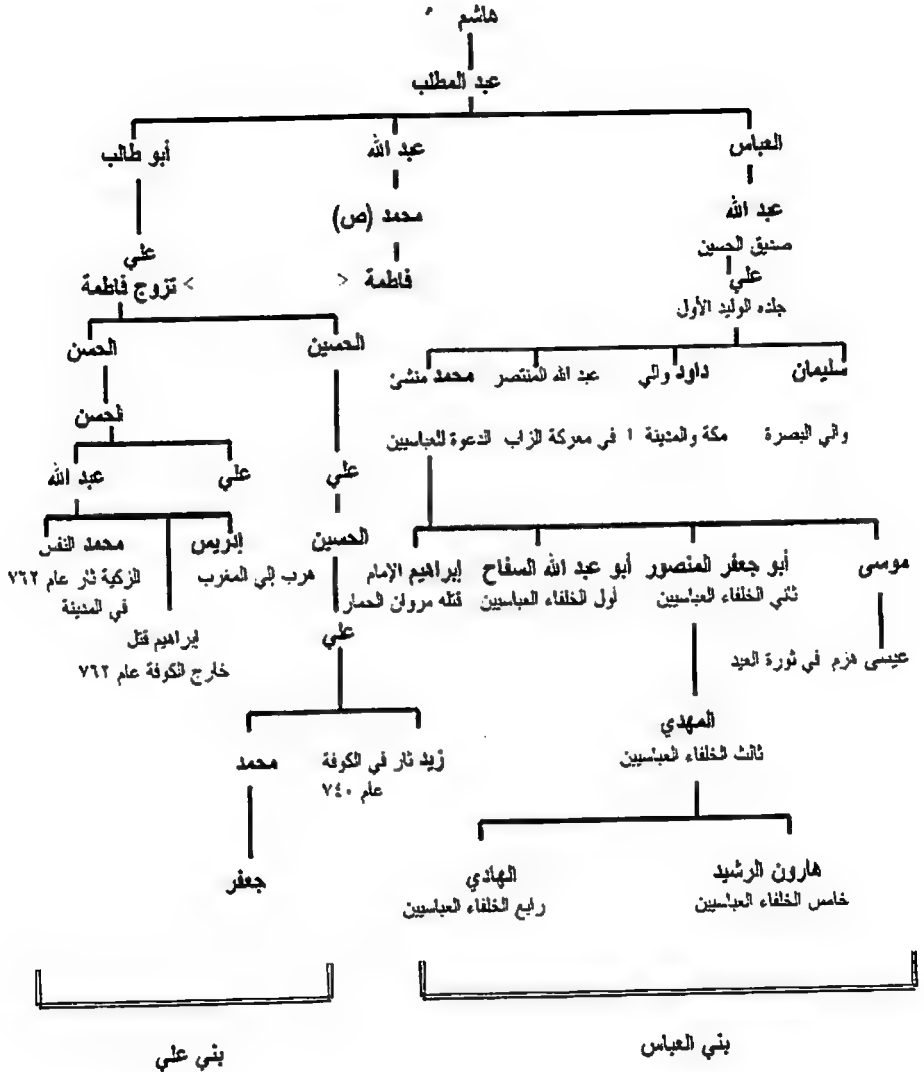 هاشم
عبد المطلب
العباس
عبد الله
أبو طالب
عبد الله
صديق الحسين
محمد (ص)
علي
جلده الوليد الأول
فاطمة >
علي
< تزوج فاطمة
سليمان
داود والي
عبد الله المنتصر
محمد منشئ
والي البصرة
مكة والمدينة
في معركة الزاب
الدعوة للعباسيين
الحسين
الحسن
الحسن
علي
علي
عبد الله
موسى
أبو جعفر المنصور
ثاني الخلفاء العباسيين
أبو عبد الله السفاح
أول الخلفاء العباسيين
إبراهيم الإمام
قتله مروان الحمار
الحسين
إدريس
هرب إلي المغرب
محمد النفس
الزكية ثار عام ٧٦٢
في المدينة
إبراهيم قتل
خارج الكوفة عام ٧٦٢
علي
عيسى هزم في ثورة
المهدي
ثالث الخلفاء العباسيين
زيد ثار في الكوفة
عام ٧٤٠
محمد
جعفر
هارون الرشيد
خامس الخلفاء العباسيين
الهادي
رابع الخلفاء العباسيين
بني العباس
بني علي